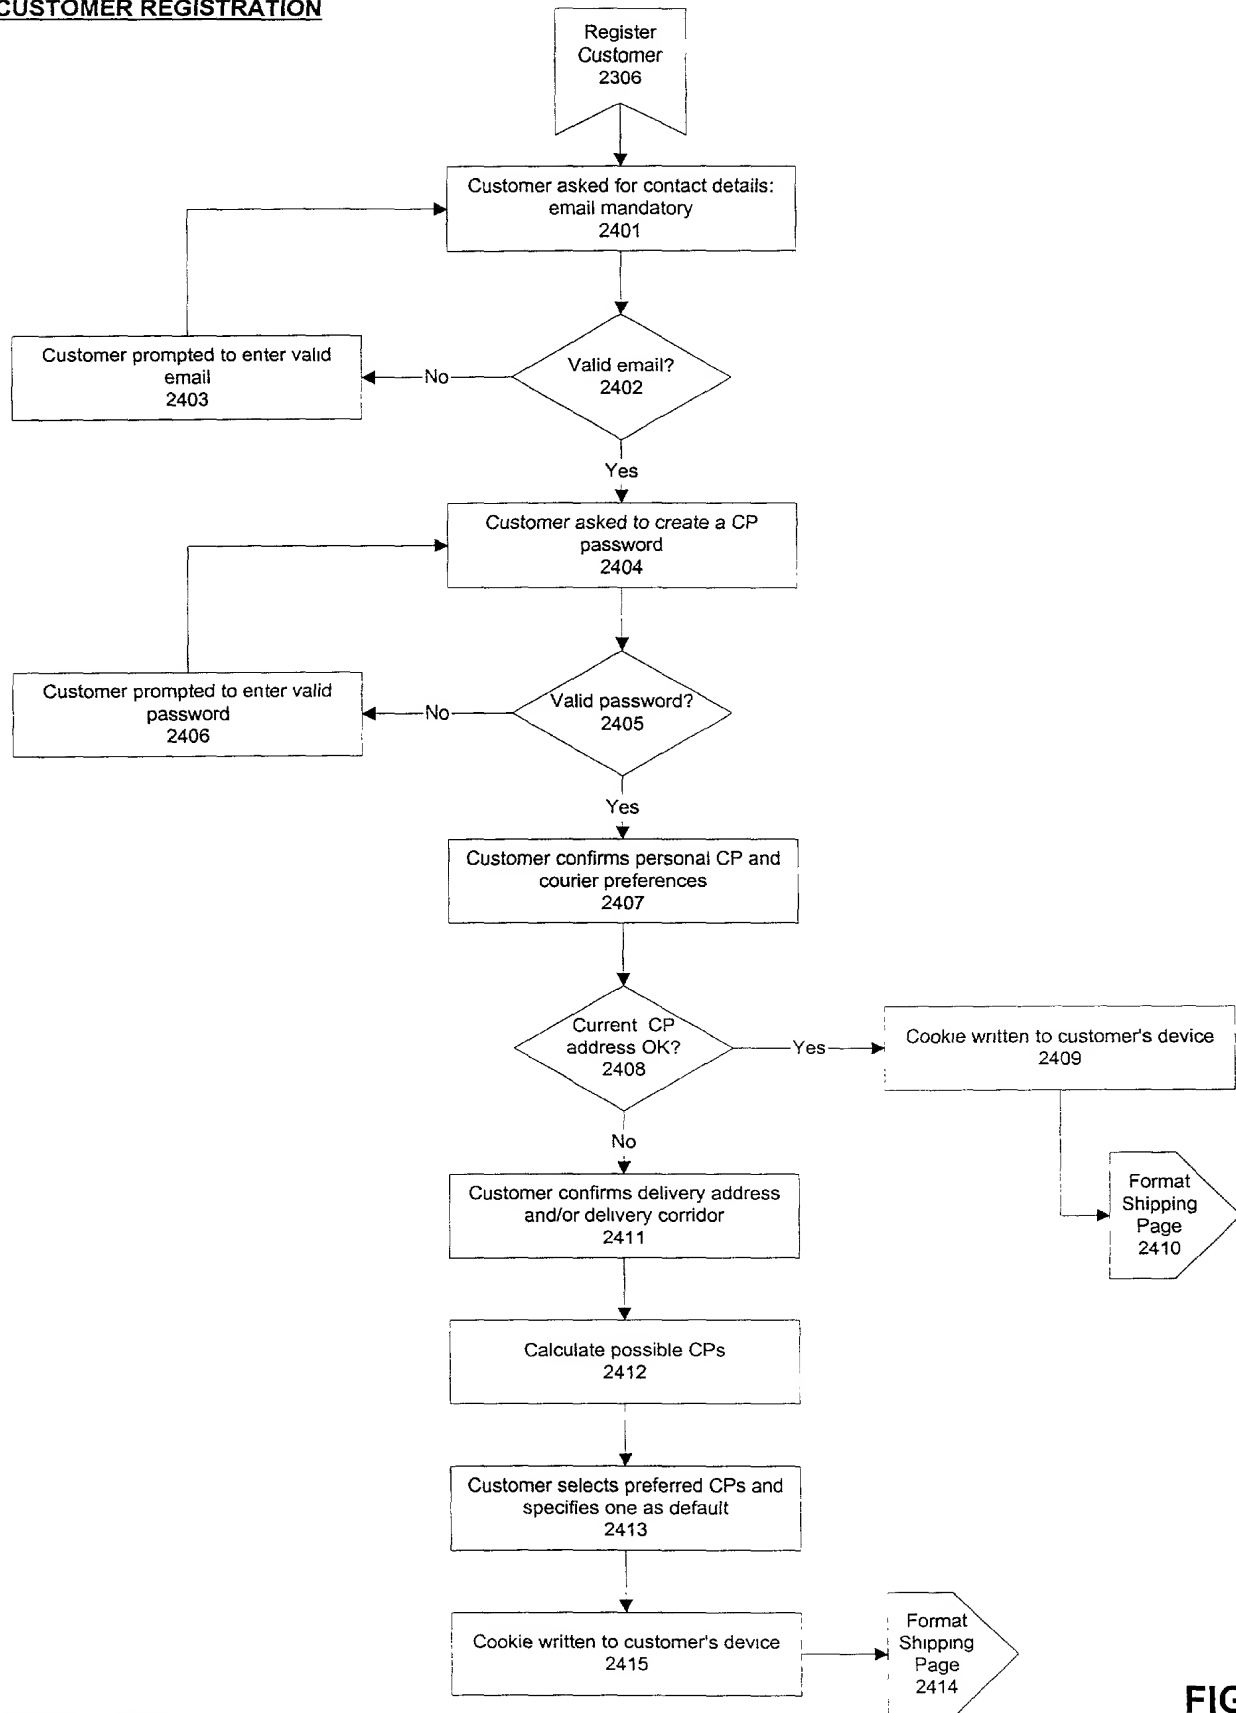 CUSTOMER REGISTRATION
Register
Customer
2306
Customer asked for contact details:
email mandatory
2401
Valid email?
2402
No
Customer prompted to enter valid
email
2403
Yes
Customer asked to create a CP
password
2404
Valid password?
2405
No
Customer prompted to enter valid
password
2406
Yes
Customer confirms personal CP and
courier preferences
2407
Current CP
address OK?
2408
Yes
Cookie written to customer's device
2409
Format
Shipping
Page
2410
No
Customer confirms delivery address
and/or delivery corridor
2411
Calculate possible CPs
2412
Customer selects preferred CPs and
specifies one as default
2413
Cookie written to customer's device
2415
Format
Shipping
Page
2414
FIG